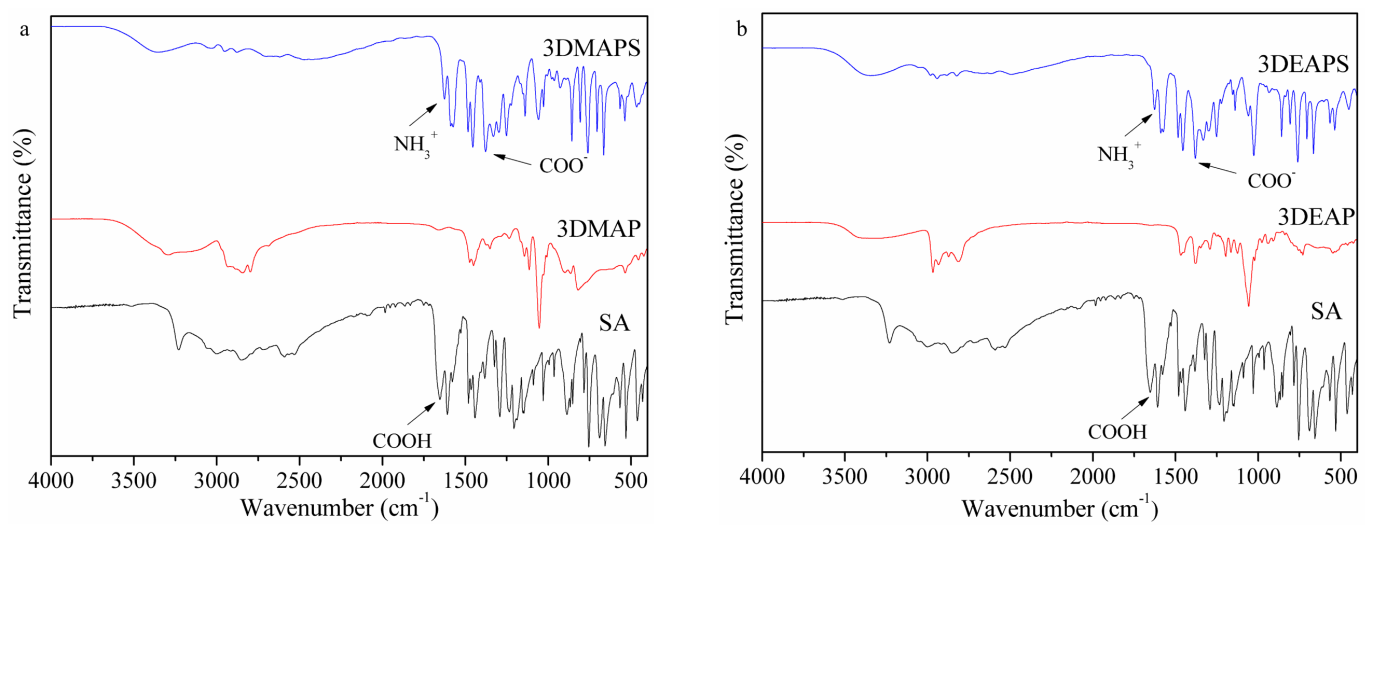 a
3DMAPS
NH₃⁺
COO⁻
3DMAP
SA
COOH
Transmittance (%)
4000 3500 3000 2500 2000 1500 1000 500
Wavenumber (cm⁻¹)
b
3DEAPS
NH₃⁺
COO⁻
3DEAP
SA
COOH
Transmittance (%)
4000 3500 3000 2500 2000 1500 1000 500
Wavenumber (cm⁻¹)